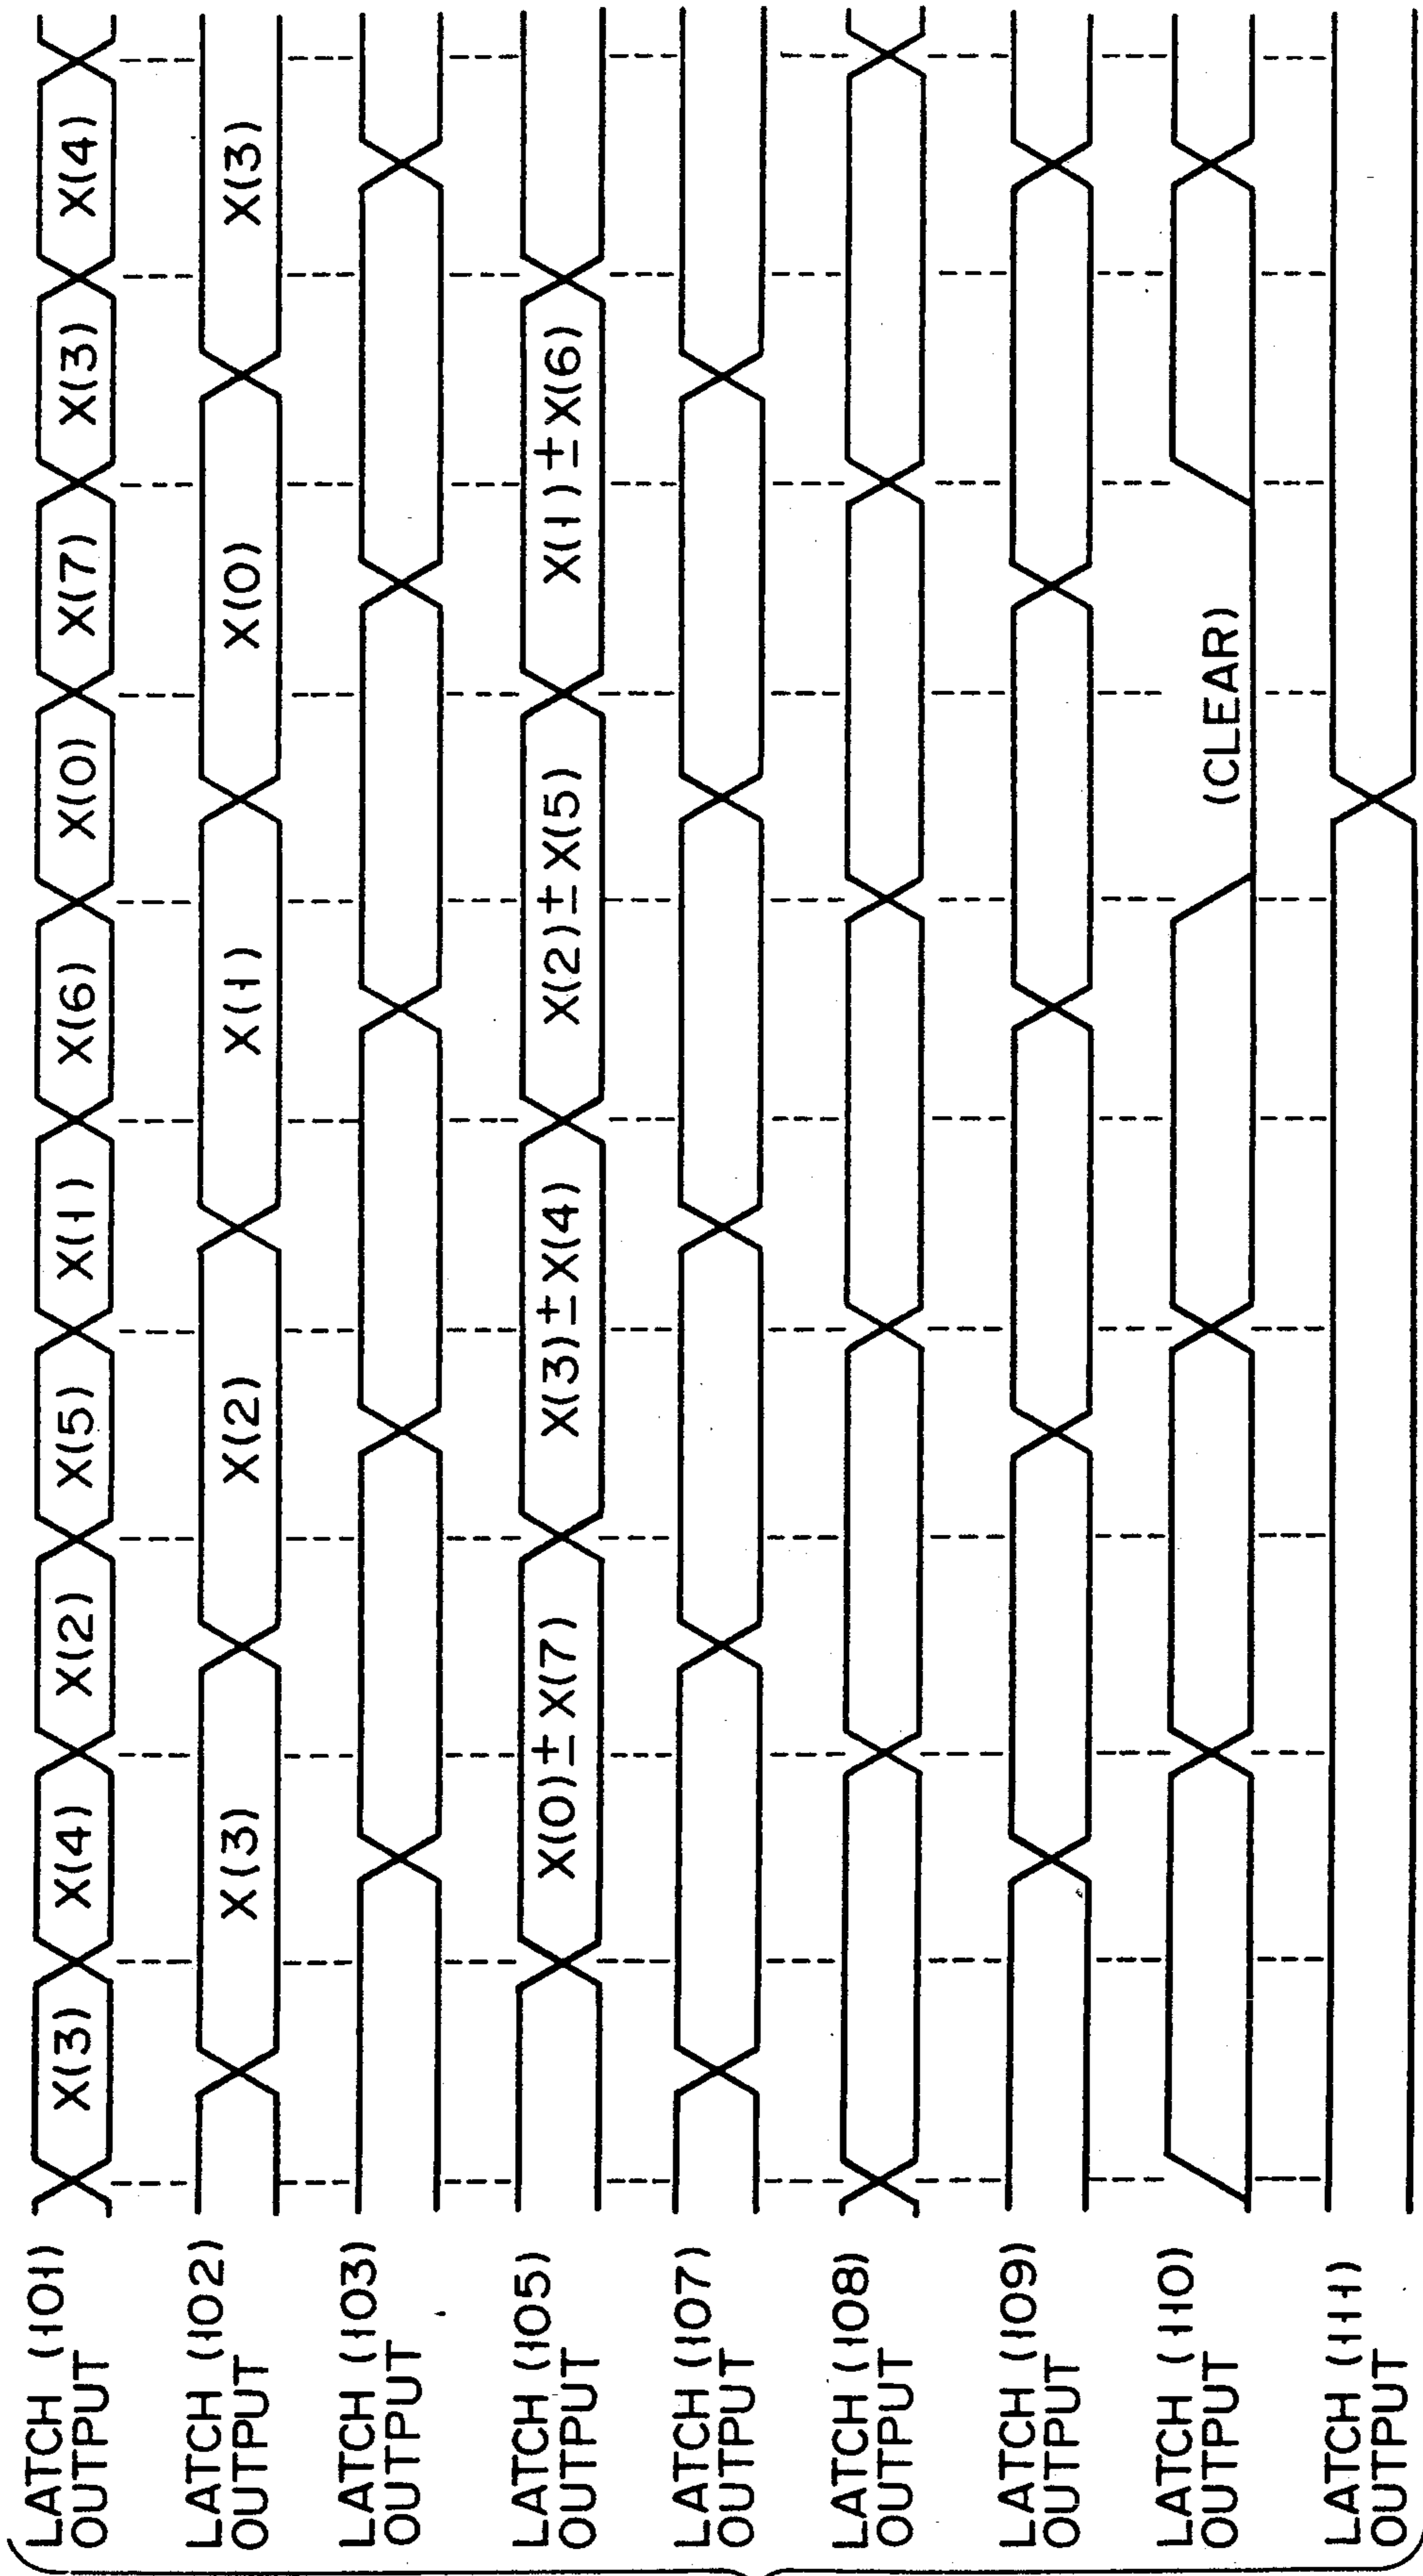 LATCH (101)
OUTPUT
X(3) X(4) X(2) X(5) X(1) X(6) X(0) X(7) X(3) X(4)
LATCH (102)
OUTPUT
X(3) X(2) X(1) X(0) X(3)
LATCH (103)
OUTPUT
LATCH (105)
OUTPUT
X(0)±X(7) X(3)±X(4) X(2)±X(5) X(1)±X(6)
LATCH (107)
OUTPUT
LATCH (108)
OUTPUT
LATCH (109)
OUTPUT
LATCH (110)
OUTPUT
(CLEAR)
LATCH (111)
OUTPUT